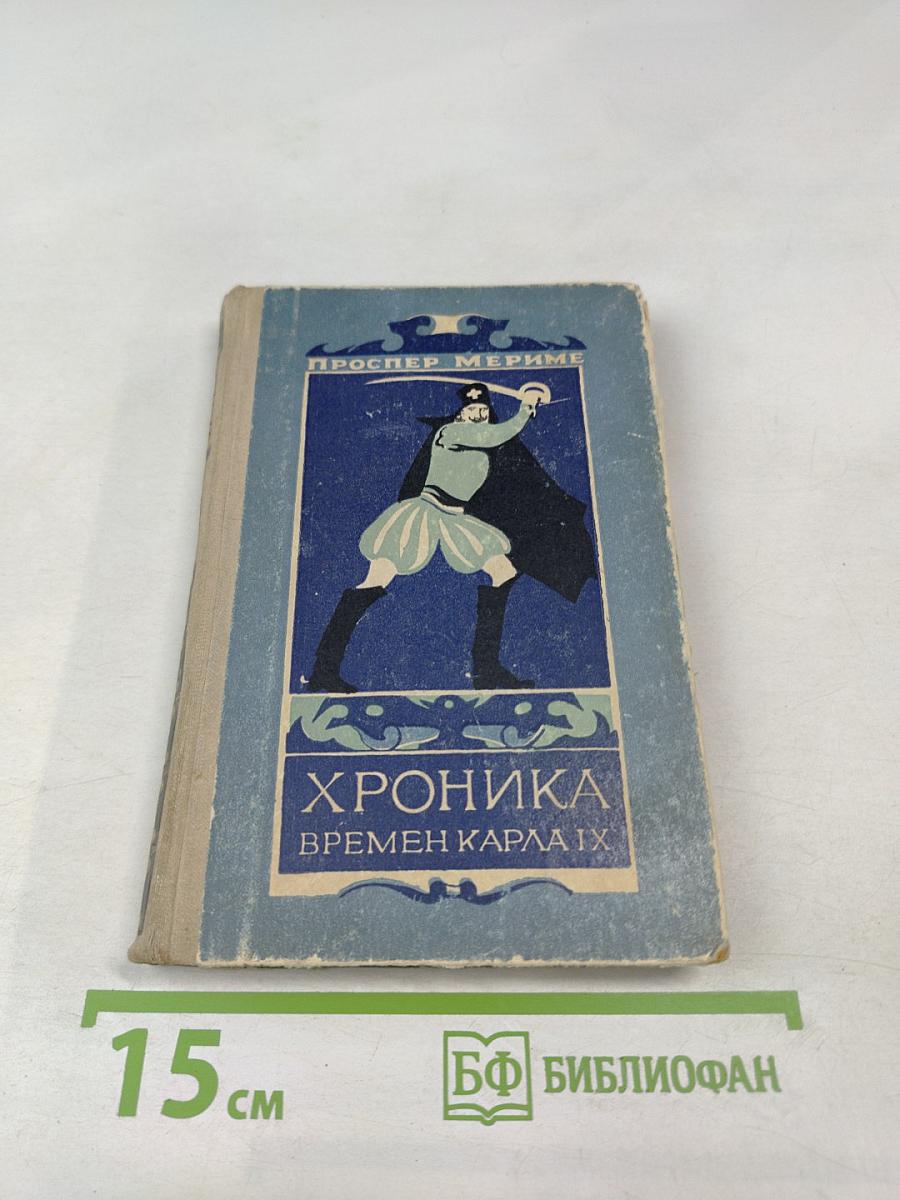 ПРОСПЕР МЕРИМЕ
ХРОНИКА
ВРЕМЕН КАРЛА IX
15 см
БФ БИБЛИОФАН